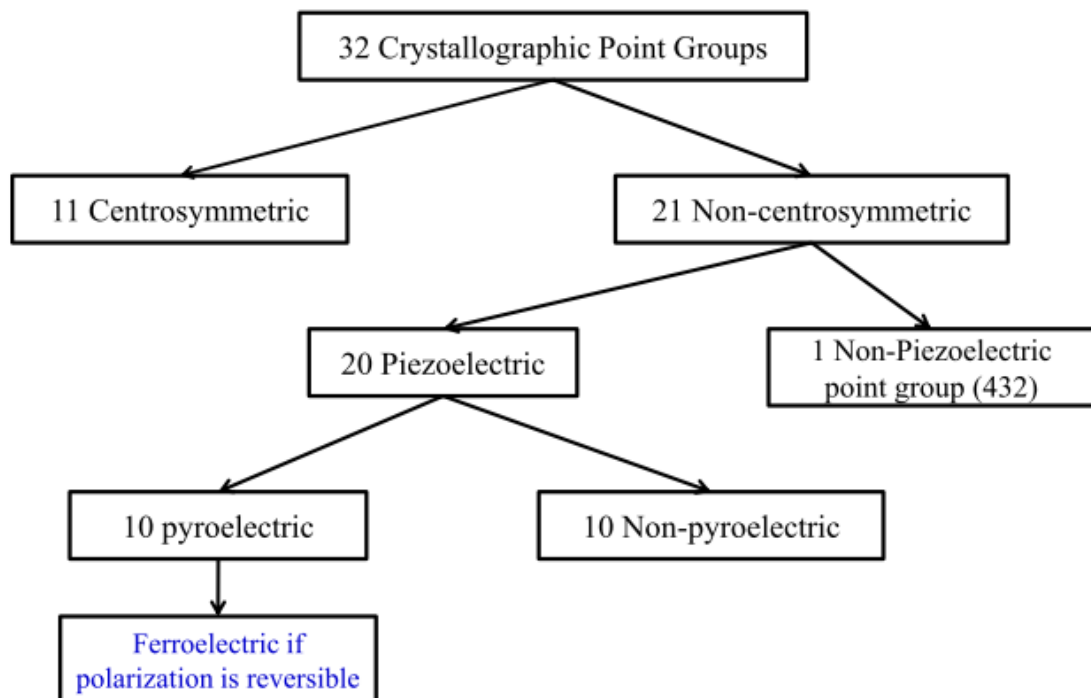 32 Crystallographic Point Groups
11 Centrosymmetric
21 Non-centrosymmetric
20 Piezoelectric
1 Non-Piezoelectric
point group (432)
10 pyroelectric
10 Non-pyroelectric
Ferroelectric if
polarization is reversible